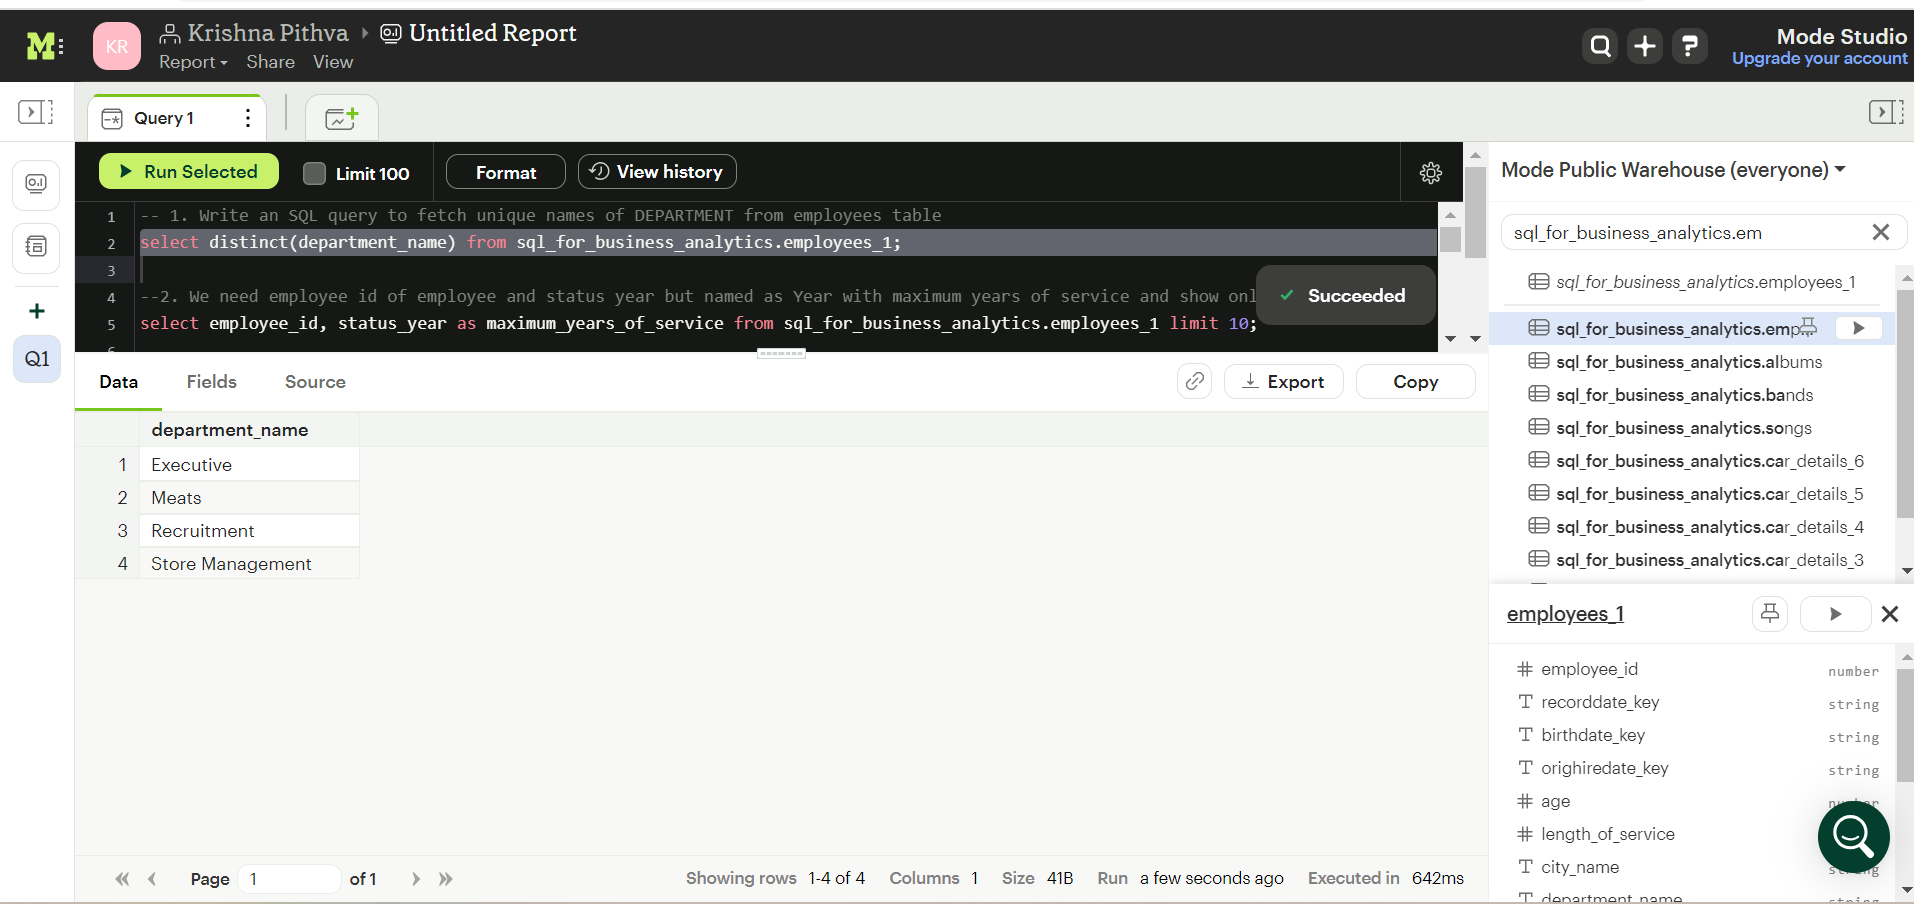 M
KR
Krishna Pithva
Untitled Report
Report
Share
View
Mode Studio
Upgrade your account
Query 1
Run Selected
Limit 100
Format
View history
1 -- 1. Write an SQL query to fetch unique names of DEPARTMENT from employees table
2 select distinct(department_name) from sql_for_business_analytics.employees_1;
3
4 --2. We need employee id of employee and status year but named as Year with maximum years of service and show onl
5 select employee_id, status_year as maximum_years_of_service from sql_for_business_analytics.employees_1 limit 10;
6
Succeeded
Q1
Data
Fields
Source
Export
Copy
department_name
1 Executive
2 Meats
3 Recruitment
4 Store Management
Page 1 of 1
Showing rows 1-4 of 4
Columns 1
Size 41B
Run a few seconds ago
Executed in 642ms
Mode Public Warehouse (everyone)
sql_for_business_analytics.em
sql_for_business_analytics.employees_1
sql_for_business_analytics.emp
sql_for_business_analytics.albums
sql_for_business_analytics.bands
sql_for_business_analytics.songs
sql_for_business_analytics.car_details_6
sql_for_business_analytics.car_details_5
sql_for_business_analytics.car_details_4
sql_for_business_analytics.car_details_3
employees_1
employee_id number
recorddate_key string
birthdate_key string
orighiredate_key string
age number
length_of_service
city_name string
department_name string